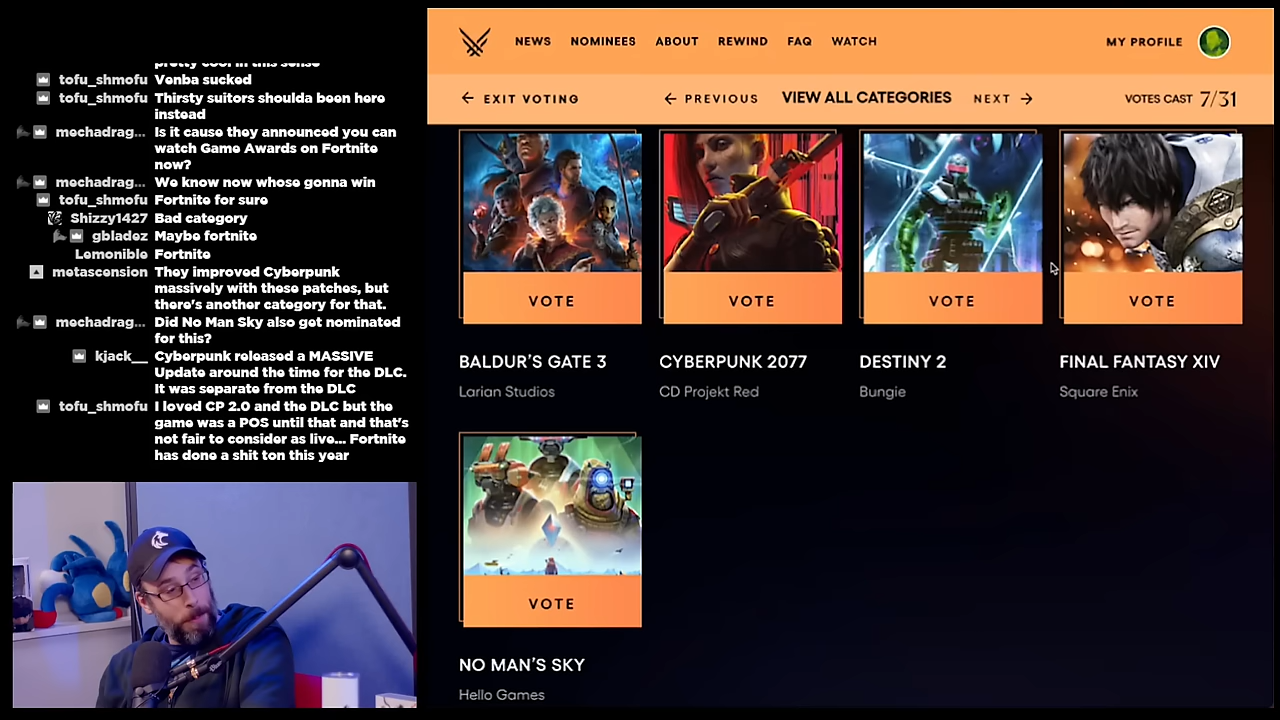 pretty cool in this sense
tofu_shmofu Venba sucked
tofu_shmofu Thirsty suitors shoulda been here
instead
mechadrag... Is it cause they announced you can
watch Game Awards on Fortnite
now?
mechadrag... We know now whose gonna win
tofu_shmofu Fortnite for sure
Shizzy1427 Bad category
gbladez Maybe fortnite
Lemonible Fortnite
metascension They improved Cyberpunk
massively with these patches, but
there's another category for that.
mechadrag... Did No Man Sky also get nominated
for this?
kjack__ Cyberpunk released a MASSIVE
Update around the time for the DLC.
It was separate from the DLC
tofu_shmofu I loved CP 2.0 and the DLC but the
game was a POS until that and that's
not fair to consider as live... Fortnite
has done a shit ton this year
NEWS NOMINEES ABOUT REWIND FAQ WATCH MY PROFILE
← EXIT VOTING ← PREVIOUS VIEW ALL CATEGORIES NEXT → VOTES CAST 7/31
VOTE VOTE VOTE VOTE
BALDUR'S GATE 3 CYBERPUNK 2077 DESTINY 2 FINAL FANTASY XIV
Larian Studios CD Projekt Red Bungie Square Enix
VOTE
NO MAN'S SKY
Hello Games